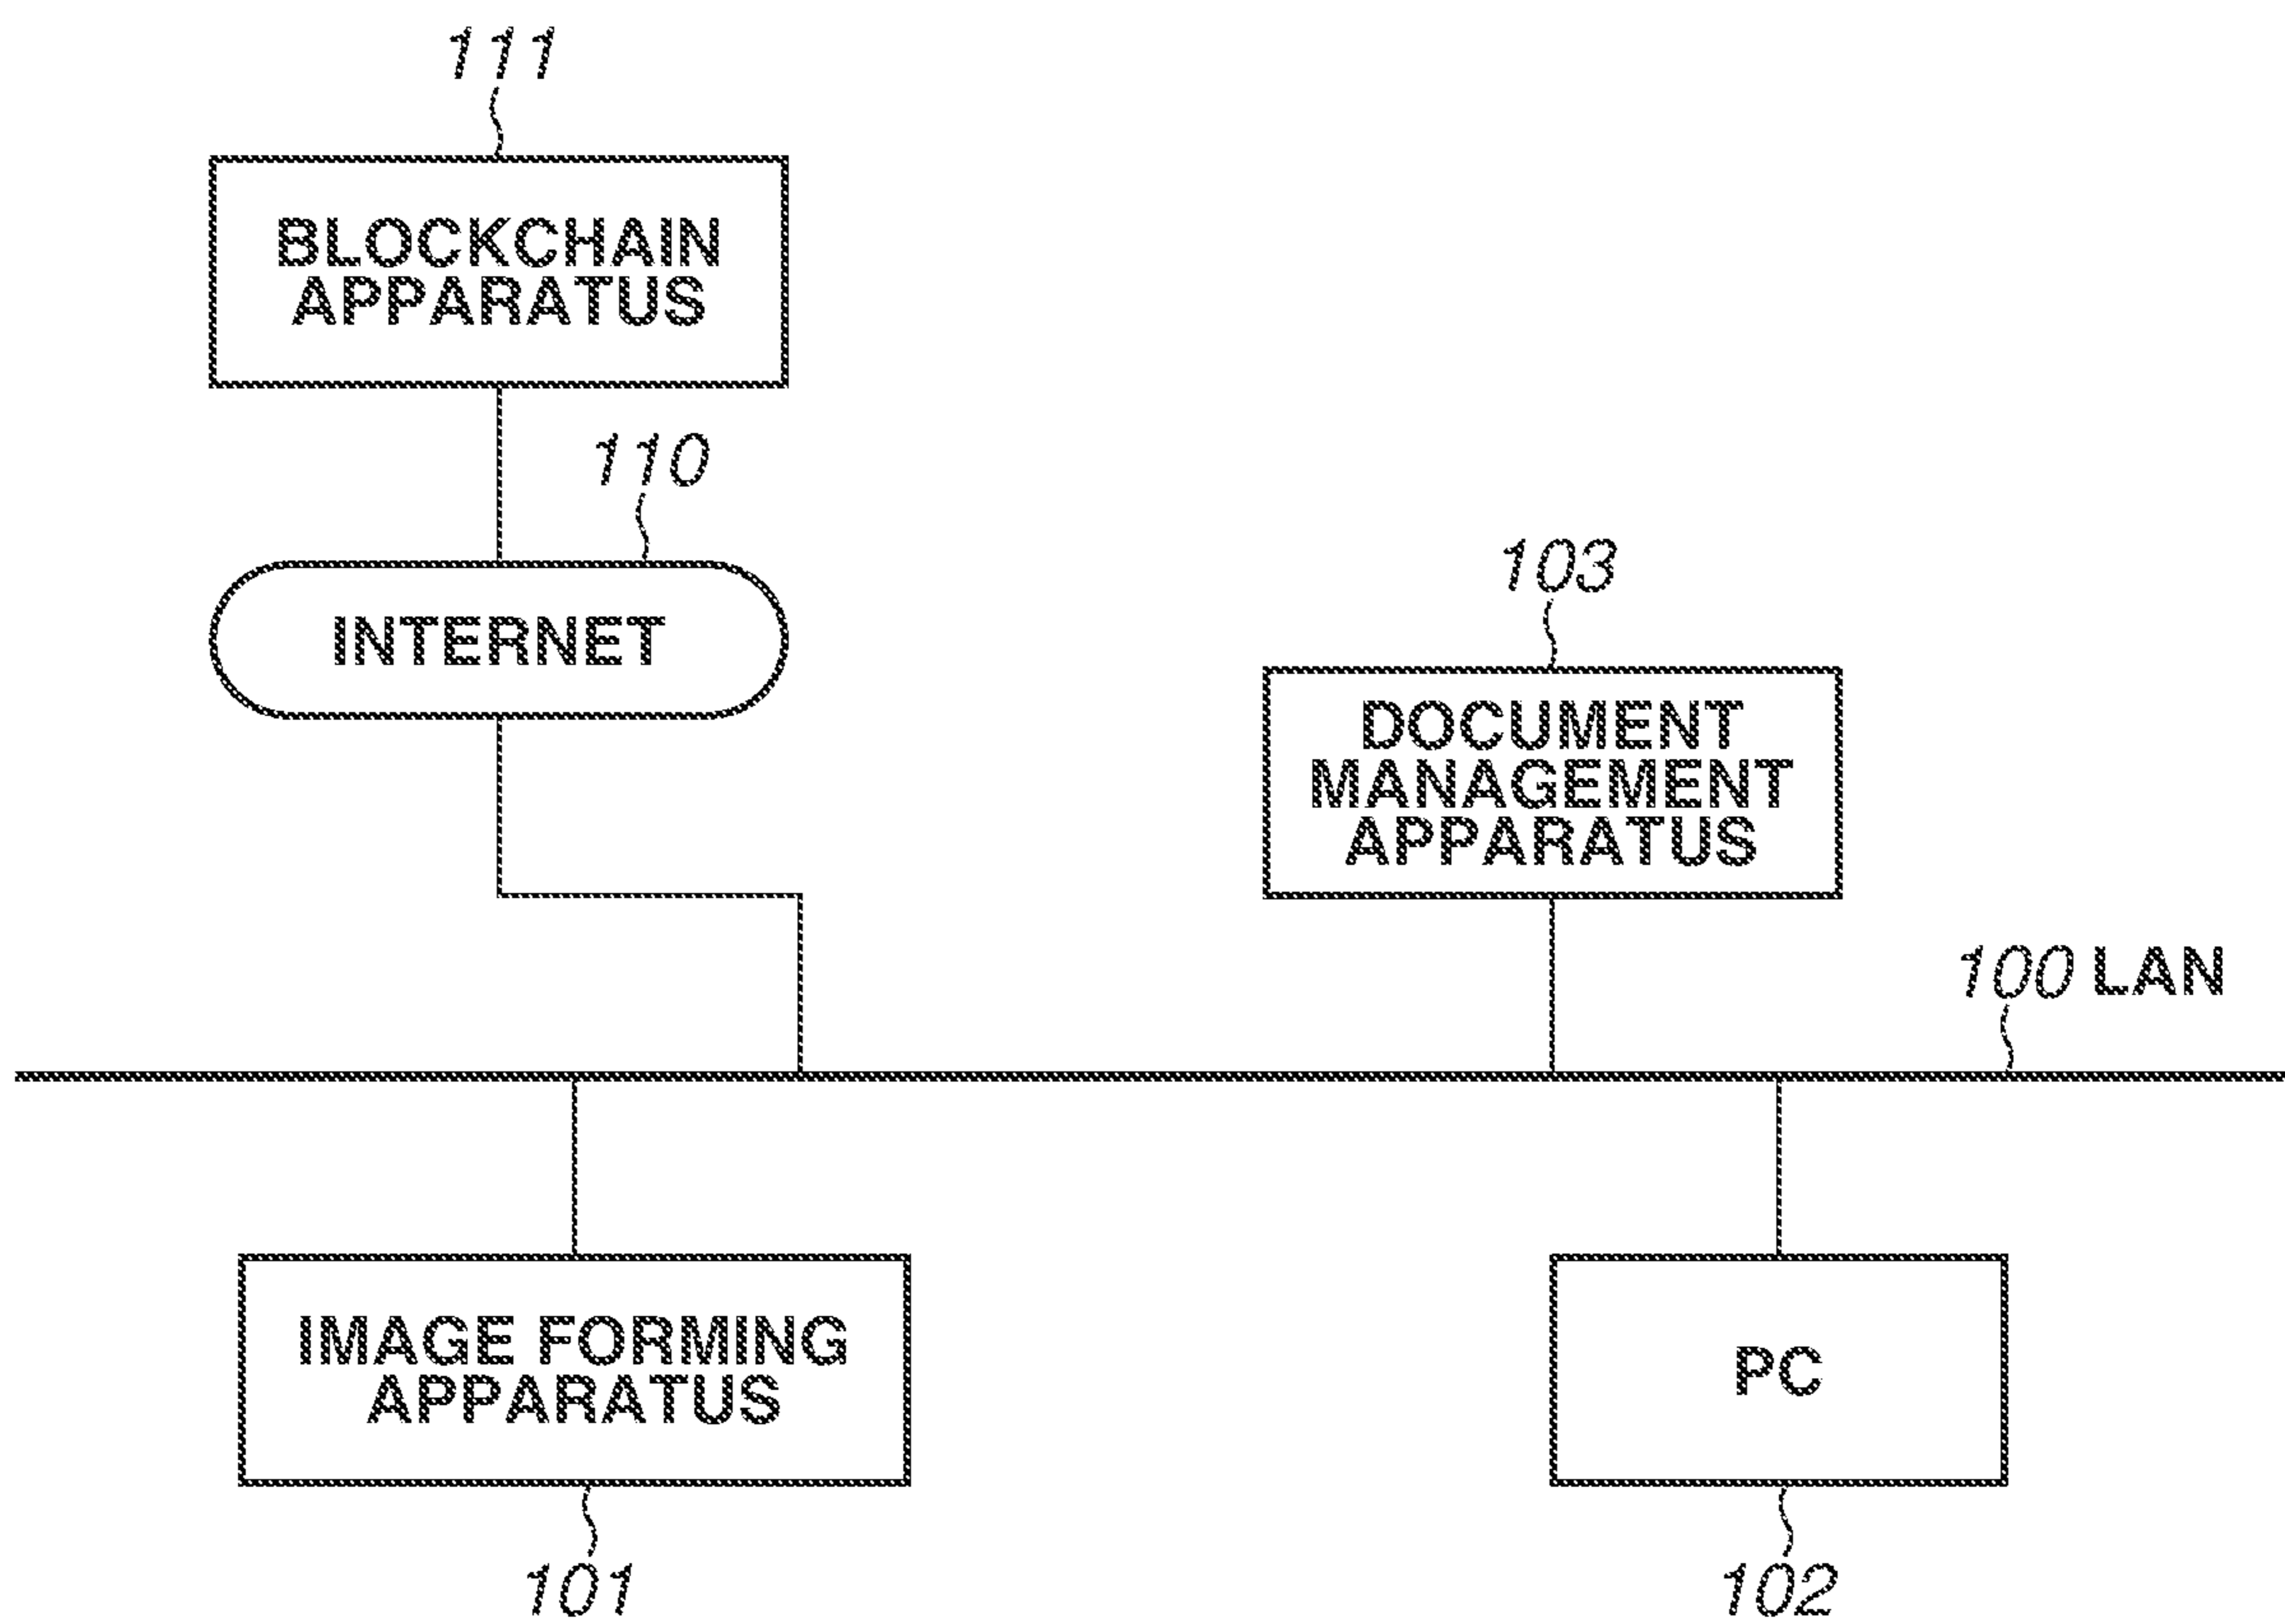 111
BLOCKCHAIN
APPARATUS
110
INTERNET
103
DOCUMENT
MANAGEMENT
APPARATUS
100 LAN
IMAGE FORMING
APPARATUS
101
PC
102